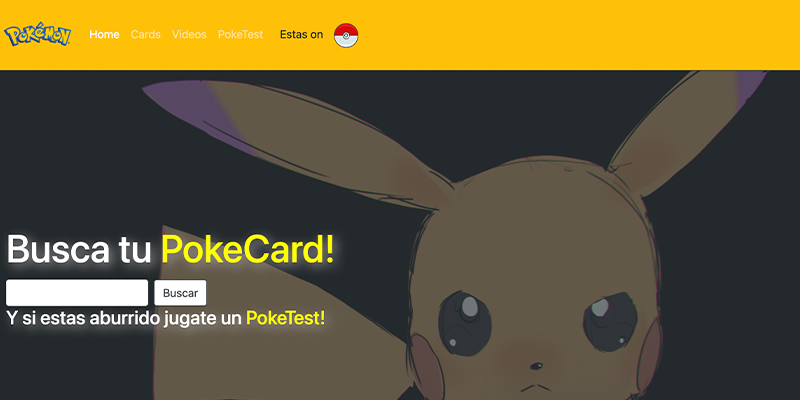 Pokémon Home Cards Videos PokeTest Estas on
Busca tu PokeCard!
Buscar
Y si estas aburrido jugate un PokeTest!